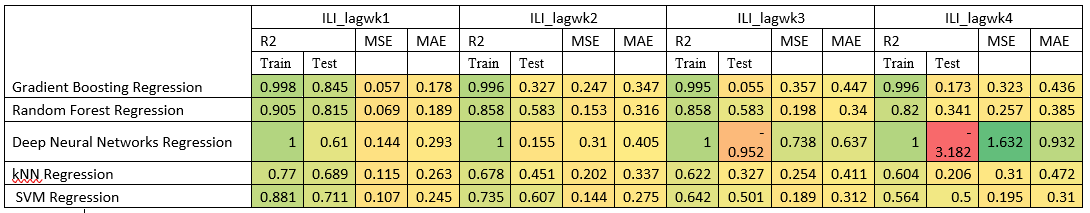 ILI_lagwk1 ILI_lagwk2 ILI_lagwk3 ILI_lagwk4
R2 MSE MAE R2 MSE MAE R2 MSE MAE R2 MSE MAE
Train Test Train Test Train Test Train Test
Gradient Boosting Regression 0.998 0.845 0.057 0.178 0.996 0.327 0.247 0.347 0.995 0.055 0.357 0.447 0.996 0.173 0.323 0.436
Random Forest Regression 0.905 0.815 0.069 0.189 0.858 0.583 0.153 0.316 0.858 0.583 0.198 0.34 0.82 0.341 0.257 0.385
Deep Neural Networks Regression 1 0.61 0.144 0.293 1 0.155 0.31 0.405 1 -0.952 0.738 0.637 1 -3.182 1.632 0.932
kNN Regression 0.77 0.689 0.115 0.263 0.678 0.451 0.202 0.337 0.622 0.327 0.254 0.411 0.604 0.206 0.31 0.472
SVM Regression 0.881 0.711 0.107 0.245 0.735 0.607 0.144 0.275 0.642 0.501 0.189 0.312 0.564 0.5 0.195 0.31